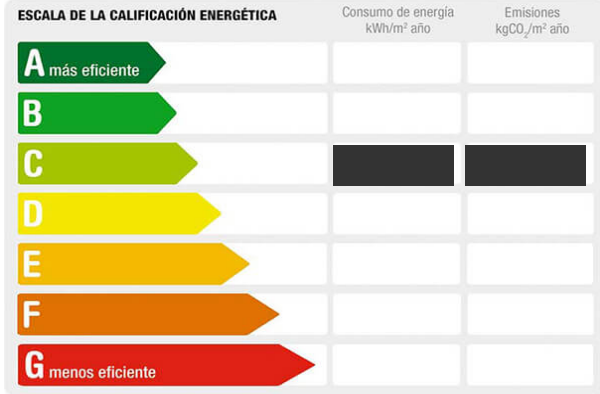 ESCALA DE LA CALIFICACIÓN ENERGÉTICA
Consumo de energía
kWh/m² año
Emisiones
kgCO₂/m² año
A más eficiente
B
C
D
E
F
G menos eficiente